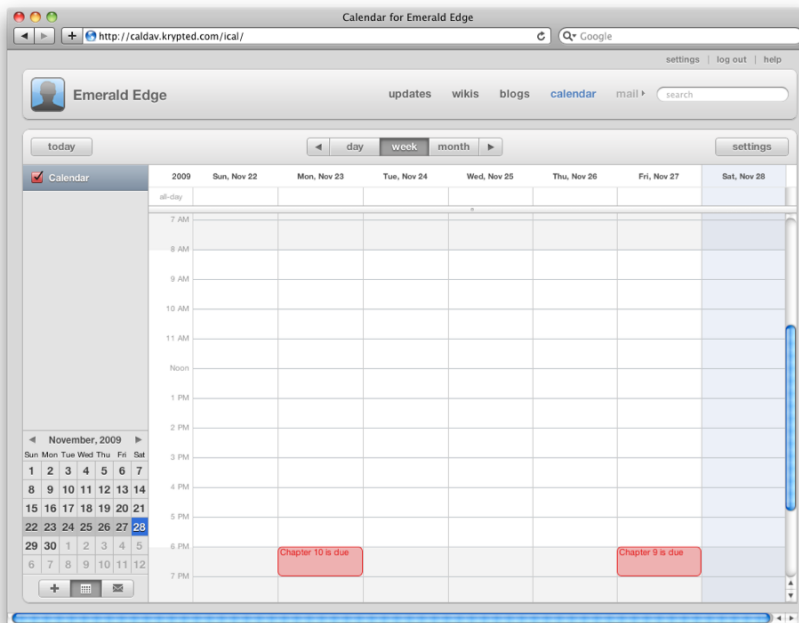 Calendar for Emerald Edge
http://caldav.krypted.com/ical/
Google
settings | log out | help
Emerald Edge
updates wikis blogs calendar mail search
today
day week month
settings
Calendar
2009 Sun, Nov 22 Mon, Nov 23 Tue, Nov 24 Wed, Nov 25 Thu, Nov 26 Fri, Nov 27 Sat, Nov 28
all-day
7 AM
8 AM
9 AM
10 AM
11 AM
Noon
1 PM
2 PM
3 PM
4 PM
5 PM
6 PM
Chapter 10 is due Chapter 9 is due
7 PM
November, 2009
Sun Mon Tue Wed Thu Fri Sat
1 2 3 4 5 6 7
8 9 10 11 12 13 14
15 16 17 18 19 20 21
22 23 24 25 26 27 28
29 30 1 2 3 4 5
6 7 8 9 10 11 12